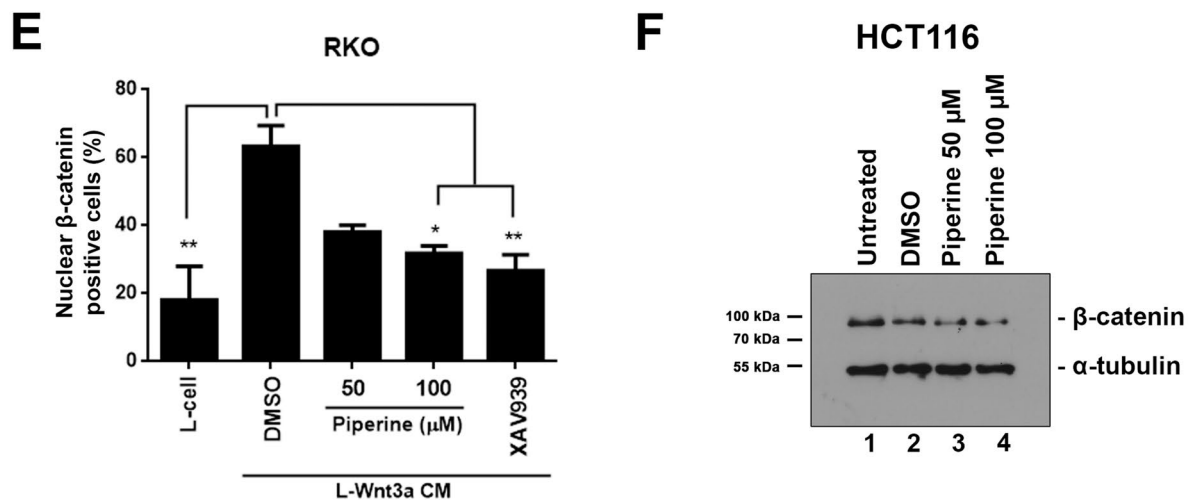 E
RKO
Nuclear β-catenin
positive cells (%)
80
60
40
20
0
**
*
**
L-cell
DMSO
50
100
XAV939
Piperine (μM)
L-Wnt3a CM
F
HCT116
Untreated
DMSO
Piperine 50 μM
Piperine 100 μM
100 kDa
70 kDa
55 kDa
- β-catenin
- α-tubulin
1 2 3 4